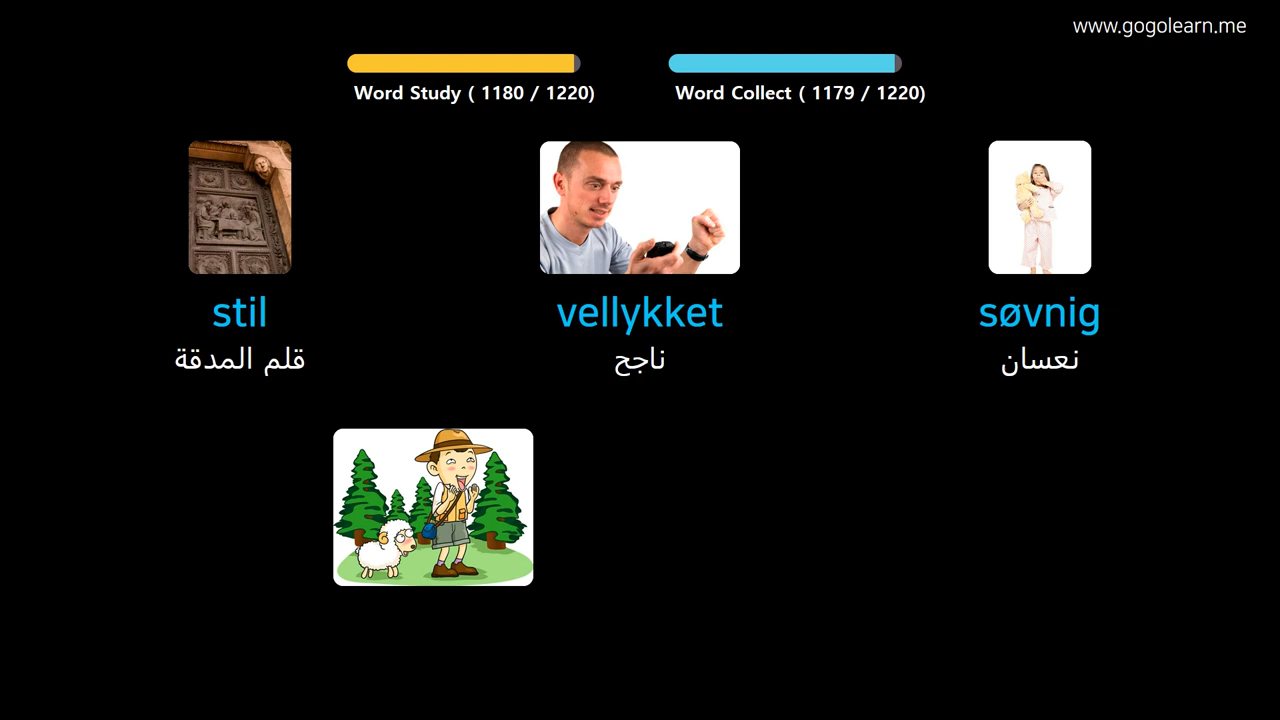 www.gogolearn.me
Word Study ( 1180 / 1220)
Word Collect ( 1179 / 1220)
stil
vellykket
søvnig
قلم المدقة
ناجح
نعسان